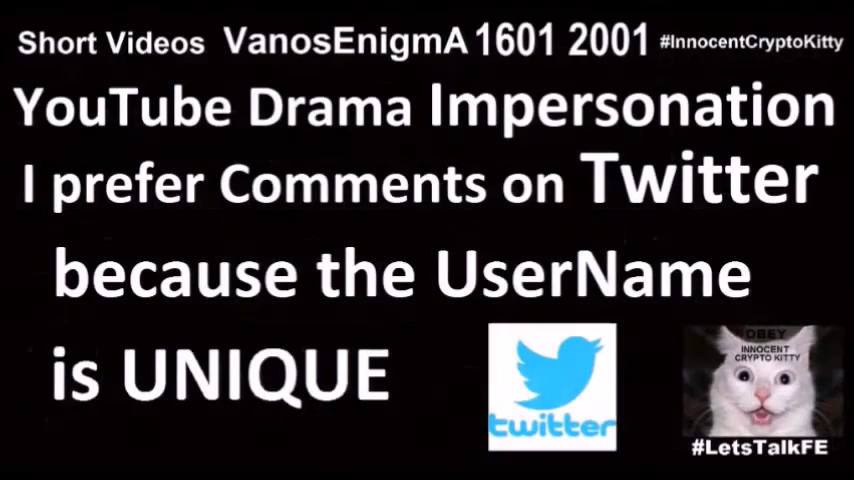 Short Videos VanosEnigmA 1601 2001 #InnocentCryptoKitty
YouTube Drama Impersonation
I prefer Comments on Twitter
because the UserName
is UNIQUE
twitter
OBEY
INNOCENT
CRYPTO KITTY
#LetsTalkFE